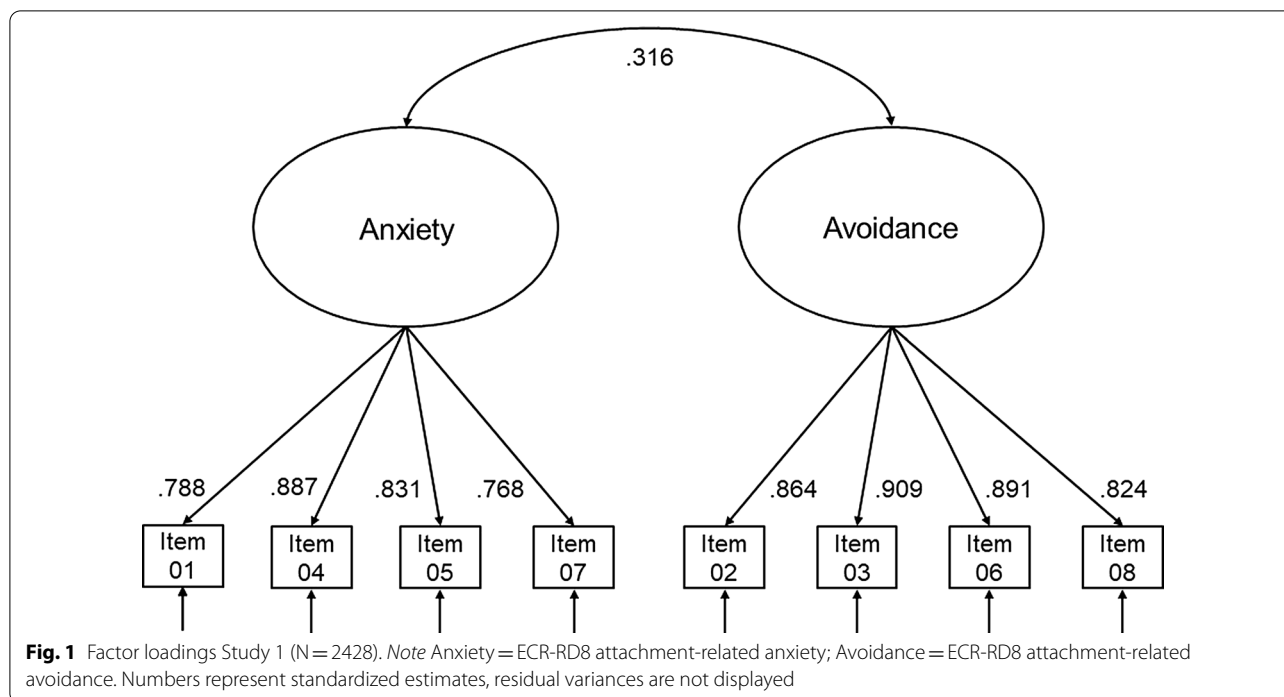 .316
Anxiety
Avoidance
.788
.887
.831
.768
.864
.909
.891
.824
Item
01
Item
04
Item
05
Item
07
Item
02
Item
03
Item
06
Item
08
Fig. 1 Factor loadings Study 1 (N = 2428). Note Anxiety = ECR-RD8 attachment-related anxiety; Avoidance = ECR-RD8 attachment-related
avoidance. Numbers represent standardized estimates, residual variances are not displayed